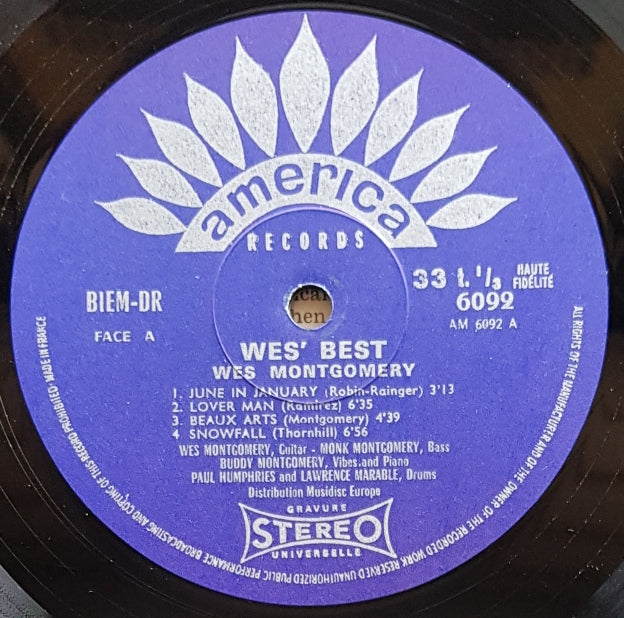 america
RECORDS
33 t. 1/3 HAUTE FIDÉLITÉ
BIEM-DR
6092
FACE A
AM 6092 A
WES' BEST
WES MONTGOMERY
1. JUNE IN JANUARY (Robin-Rainger) 3'13
2. LOVER MAN (Ramirez) 6'35
3. BEAUX ARTS (Montgomery) 4'39
4 SNOWFALL (Thornhill) 6'56
WES MONTGOMERY, Guitar - MONK MONTGOMERY, Bass
BUDDY MONTGOMERY, Vibes and Piano
PAUL HUMPHRIES and LAWRENCE MARABLE, Drums
Distribution Musidisc Europe
GRAVURE
STEREO
UNIVERSELLE
ALL RIGHTS OF THE MANUFACTURER AND OF THE OWNER OF THE RECORDED WORK RESERVED UNAUTHORIZED PUBLIC PERFORMANCE BROADCASTING AND COPYING OF THIS RECORD PROHIBITED-MADE IN FRANCE